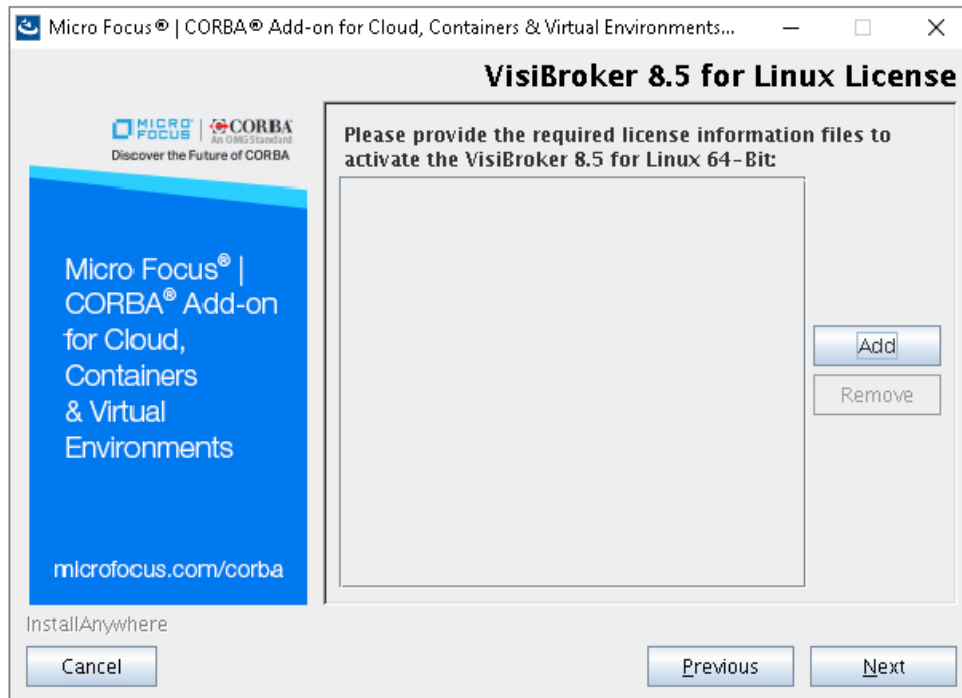 Micro Focus® | CORBA® Add-on for Cloud, Containers & Virtual Environments...
VisiBroker 8.5 for Linux License
MICRO FOCUS | CORBA
An OMG Standard
Discover the Future of CORBA
Please provide the required license information files to
activate the VisiBroker 8.5 for Linux 64-Bit:
Micro Focus® |
CORBA® Add-on
for Cloud,
Containers
& Virtual
Environments
microfocus.com/corba
Add
Remove
InstallAnywhere
Cancel
Previous
Next